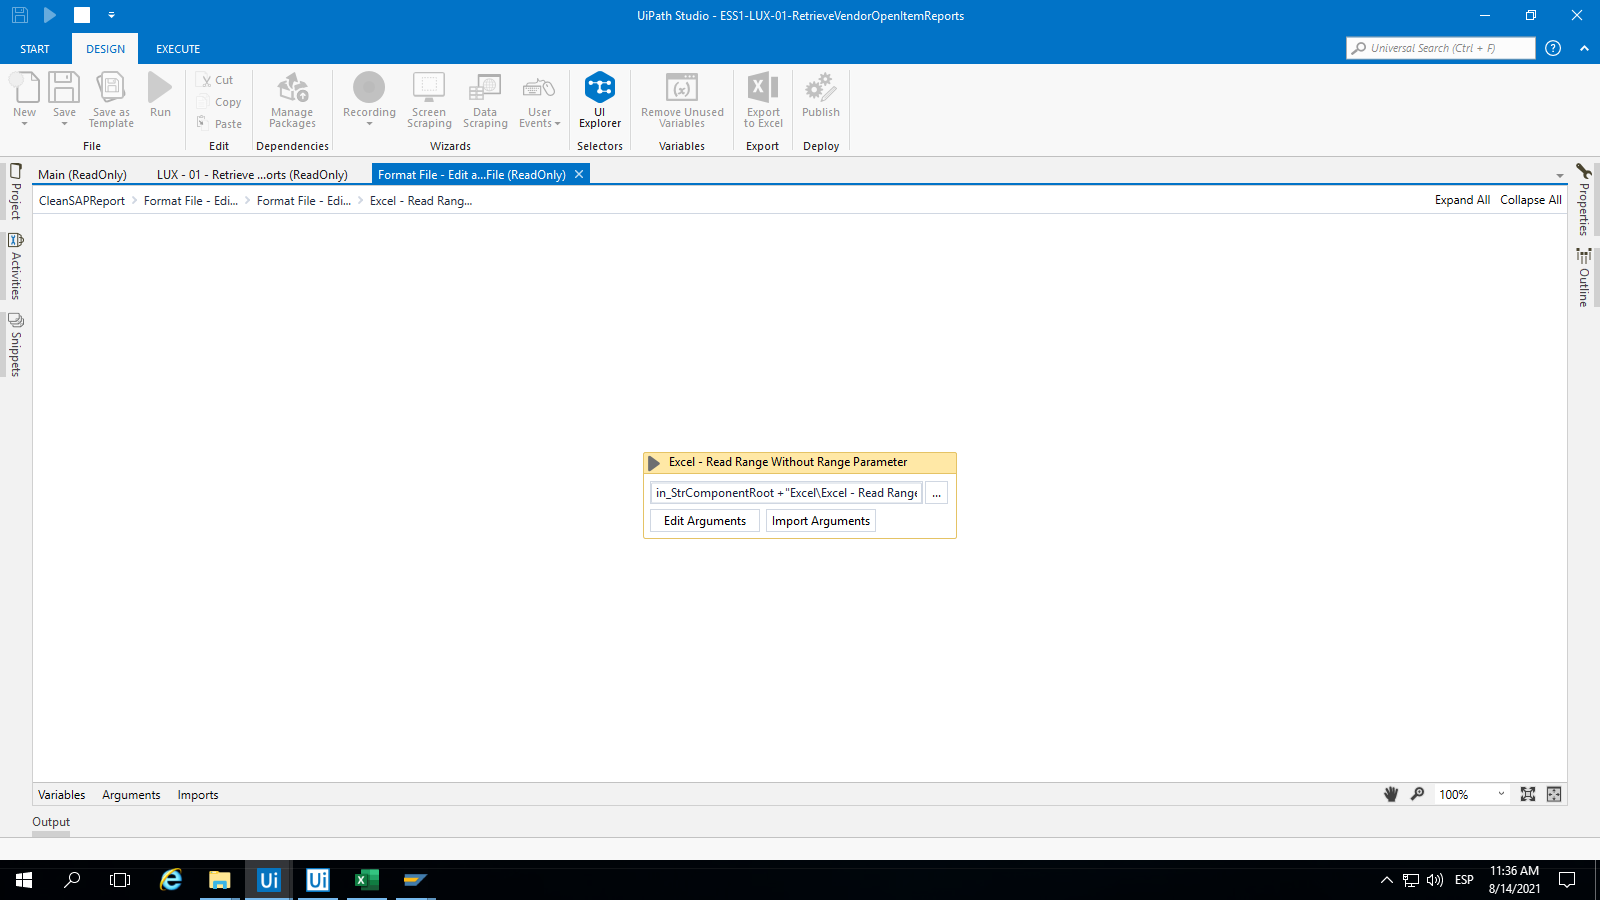 UiPath Studio - ESS1-LUX-01-RetrieveVendorOpenItemReports
START DESIGN EXECUTE
Universal Search (Ctrl + F)
New Save Save as Template Run
File
Cut
Copy
Paste
Edit
Manage Packages
Dependencies
Recording Screen Scraping Data Scraping User Events
Wizards
UI Explorer
Selectors
Remove Unused Variables
Variables
Export to Excel
Export
Publish
Deploy
Main (ReadOnly) LUX - 01 - Retrieve ...orts (ReadOnly) Format File - Edit a...File (ReadOnly)
CleanSAPReport Format File - Edi... Format File - Edi... Excel - Read Rang... Expand All Collapse All
Project
Activities
Snippets
Properties
Outline
Excel - Read Range Without Range Parameter
in_StrComponentRoot +"Excel\Excel - Read Range ...
Edit Arguments Import Arguments
Variables Arguments Imports 100%
Output
Ui Ui
ESP
11:36 AM
8/14/2021